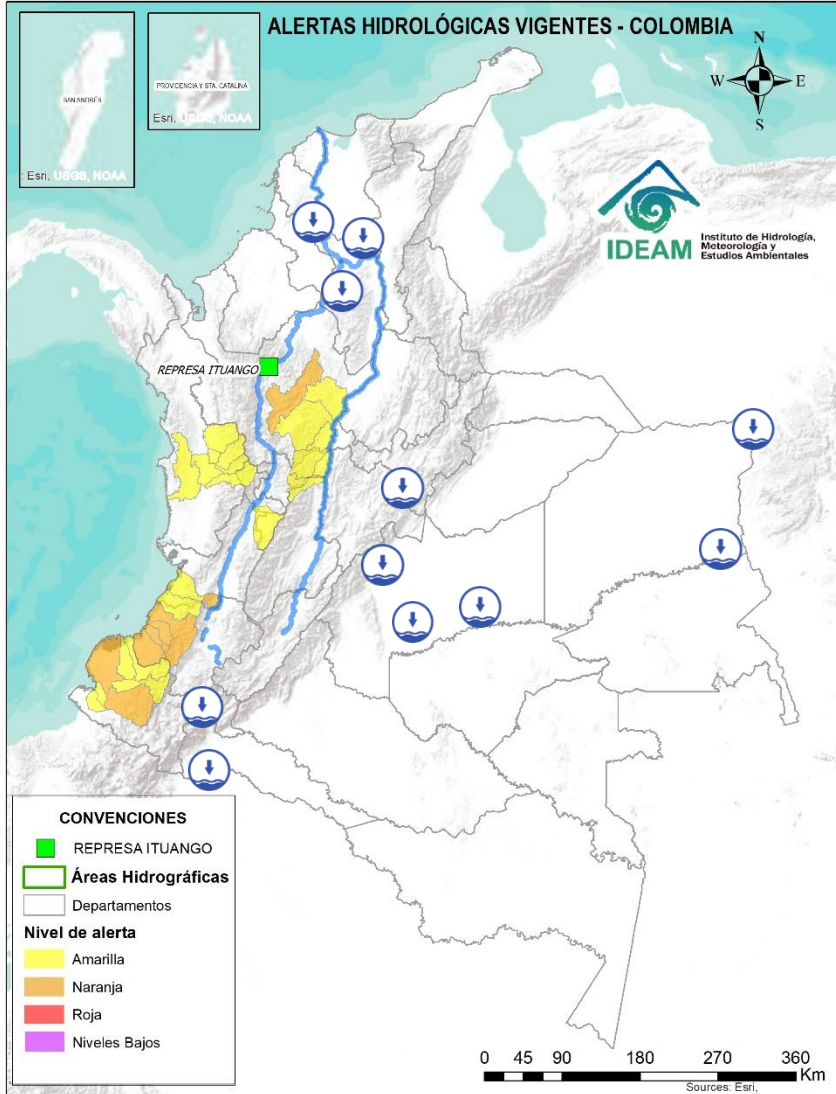 ALERTAS HIDROLÓGICAS VIGENTES - COLOMBIA
SAN ANDRÉS
: Esri, USGS, NOAA
PROVIDENCIA Y STA. CATALINA
Esri, USGS, NOAA
N
W
E
S
IDEAM
Instituto de Hidrología,
Meteorología y
Estudios Ambientales
REPRESA ITUANGO
CONVENCIONES
REPRESA ITUANGO
Áreas Hidrográficas
Departamentos
Nivel de alerta
Amarilla
Naranja
Roja
Niveles Bajos
0 45 90 180 270 360
Km
Sources: Esri,